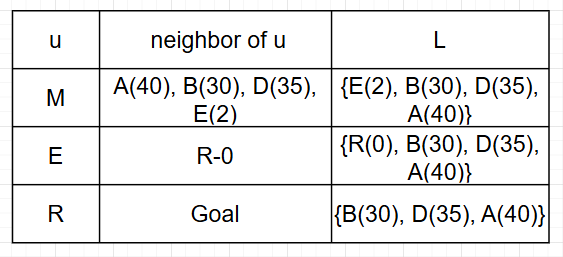 u neighbor of u L
M A(40), B(30), D(35), E(2) {E(2), B(30), D(35), A(40)}
E R-0 {R(0), B(30), D(35), A(40)}
R Goal {B(30), D(35), A(40)}